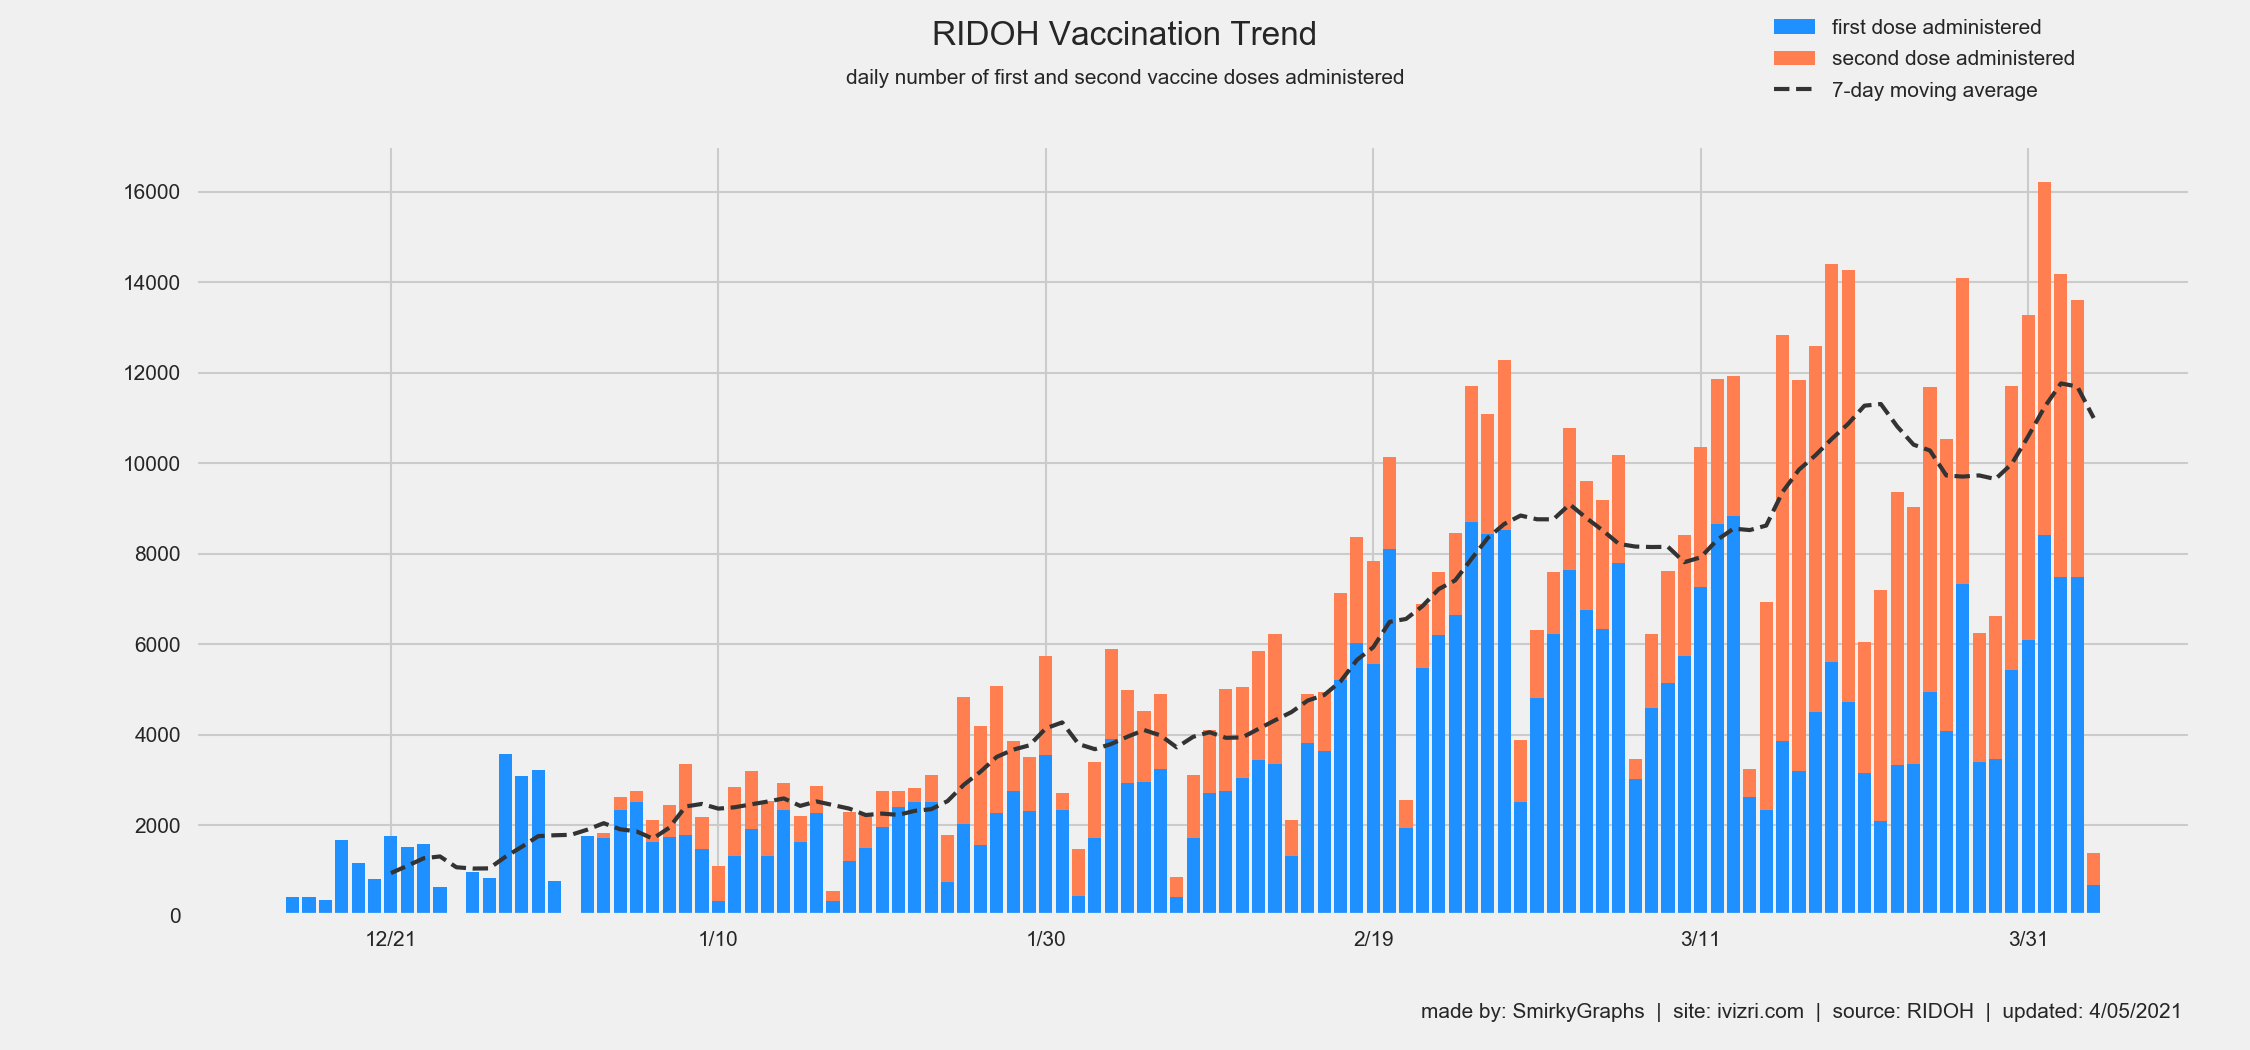 RIDOH Vaccination Trend
daily number of first and second vaccine doses administered
first dose administered
second dose administered
7-day moving average
16000
14000
12000
10000
8000
6000
4000
2000
0
12/21 1/10 1/30 2/19 3/11 3/31
made by: SmirkyGraphs | site: ivizri.com | source: RIDOH | updated: 4/05/2021